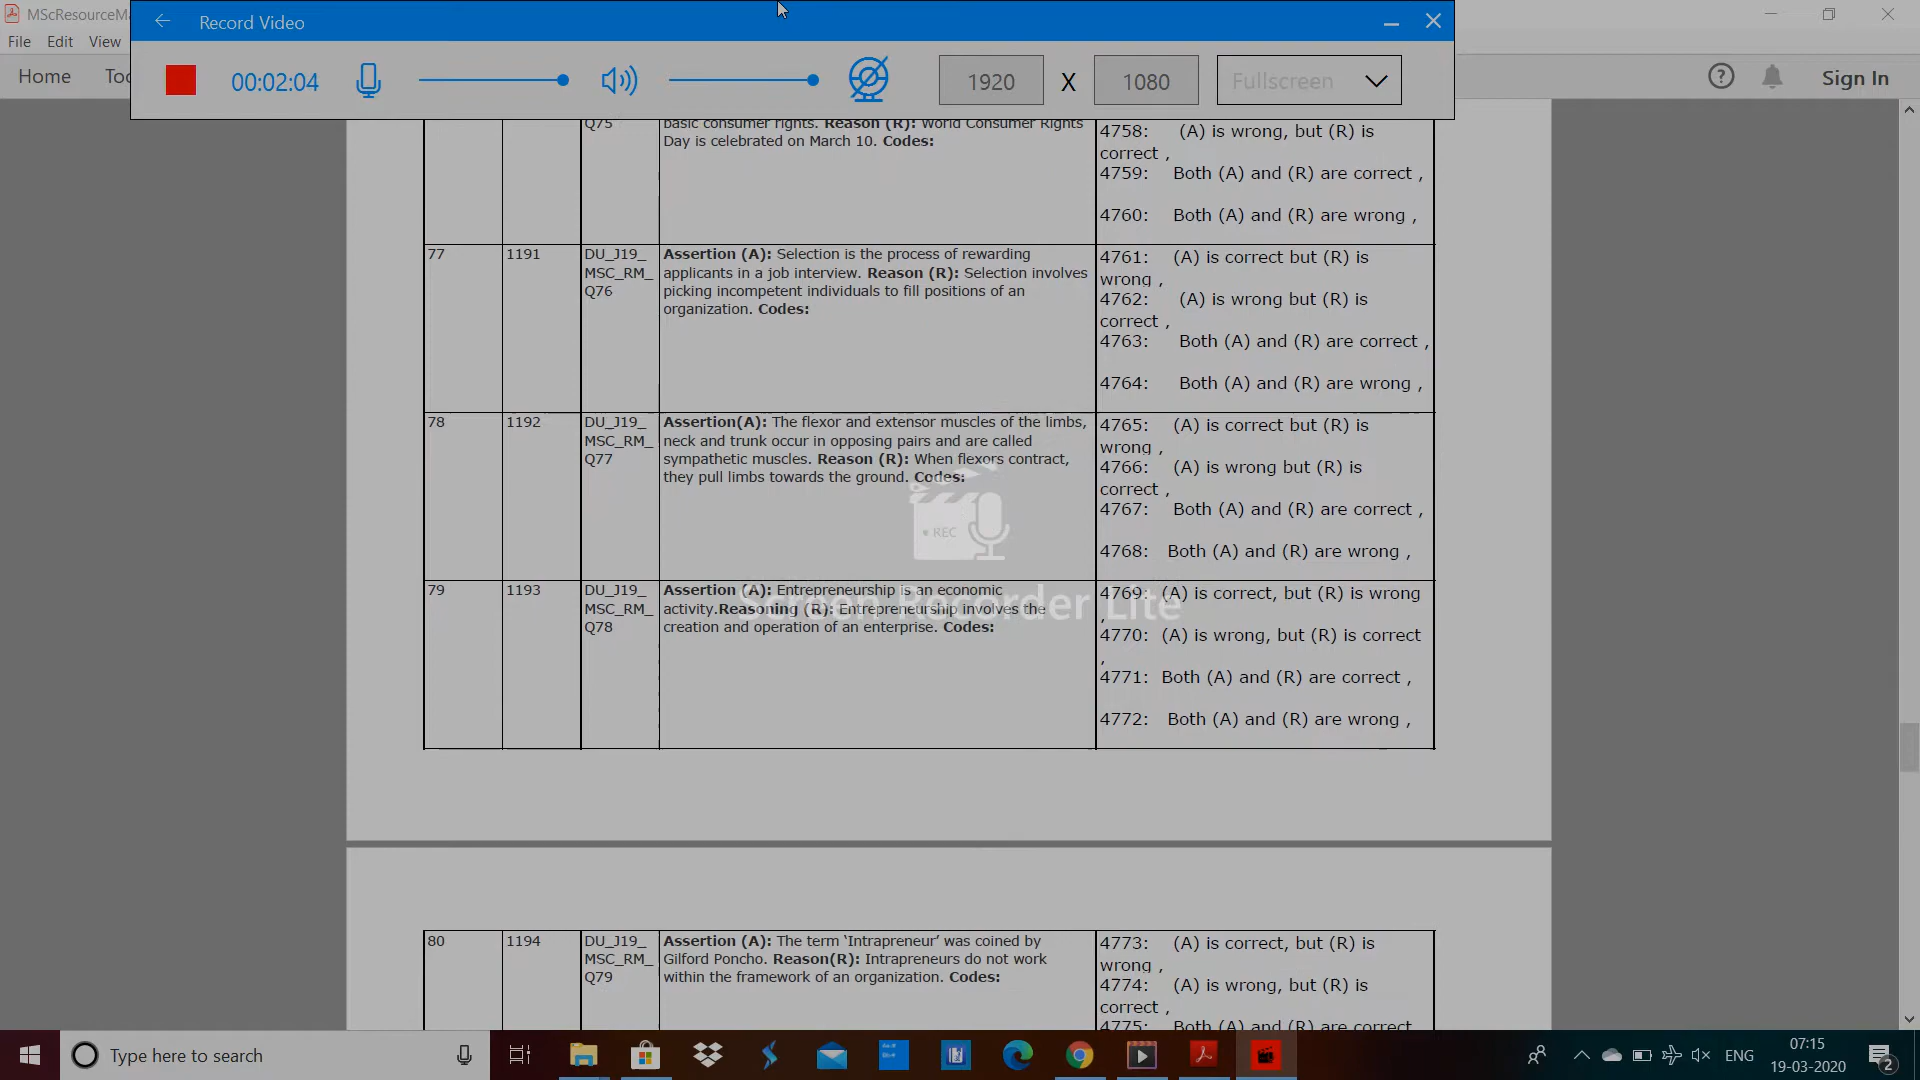 MScResourceMa
Record Video
File Edit View
00:02:04
1920 X 1080 Fullscreen
Home
Sign In
Q75
basic consumer rights. Reason (R): World Consumer Rights
Day is celebrated on March 10. Codes:
4758: (A) is wrong, but (R) is
correct ,
4759: Both (A) and (R) are correct ,
4760: Both (A) and (R) are wrong ,
77
1191
DU_J19_
MSC_RM_
Q76
Assertion (A): Selection is the process of rewarding
applicants in a job interview. Reason (R): Selection involves
picking incompetent individuals to fill positions of an
organization. Codes:
4761: (A) is correct but (R) is
wrong ,
4762: (A) is wrong but (R) is
correct ,
4763: Both (A) and (R) are correct ,
4764: Both (A) and (R) are wrong ,
78
1192
DU_J19_
MSC_RM_
Q77
Assertion(A): The flexor and extensor muscles of the limbs,
neck and trunk occur in opposing pairs and are called
sympathetic muscles. Reason (R): When flexors contract,
they pull limbs towards the ground. Codes:
4765: (A) is correct but (R) is
wrong ,
4766: (A) is wrong but (R) is
correct ,
4767: Both (A) and (R) are correct ,
4768: Both (A) and (R) are wrong ,
REC
Screen Recorder Lite
79
1193
DU_J19_
MSC_RM_
Q78
Assertion (A): Entrepreneurship is an economic
activity.Reasoning (R): Entrepreneurship involves the
creation and operation of an enterprise. Codes:
4769: (A) is correct, but (R) is wrong
,
4770: (A) is wrong, but (R) is correct
,
4771: Both (A) and (R) are correct ,
4772: Both (A) and (R) are wrong ,
80
1194
DU_J19_
MSC_RM_
Q79
Assertion (A): The term ‘Intrapreneur’ was coined by
Gilford Poncho. Reason(R): Intrapreneurs do not work
within the framework of an organization. Codes:
4773: (A) is correct, but (R) is
wrong ,
4774: (A) is wrong, but (R) is
correct ,
4775: Both (A) and (R) are correct
Type here to search
ENG
07:15
19-03-2020
2